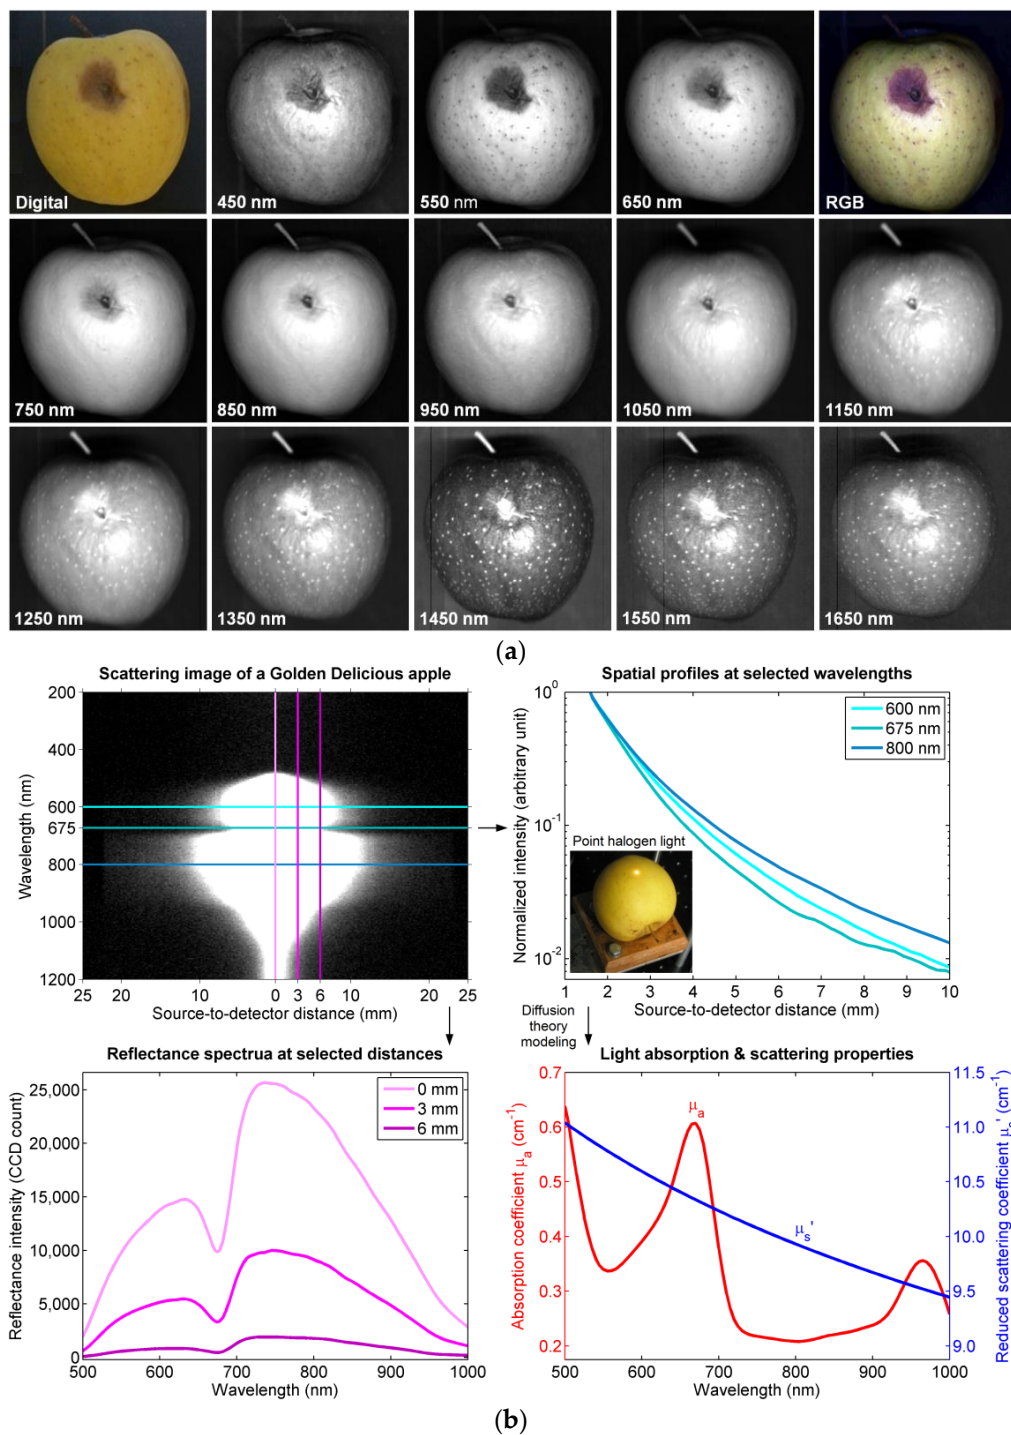 Digital
450 nm
550 nm
650 nm
RGB
750 nm
850 nm
950 nm
1050 nm
1150 nm
1250 nm
1350 nm
1450 nm
1550 nm
1650 nm
(a)
Scattering image of a Golden Delicious apple
200
400
600
675
800
1000
1200
Wavelength (nm)
25 20 10 0 3 6 10 20 25
Source-to-detector distance (mm)
Spatial profiles at selected wavelengths
10⁰
10⁻¹
10⁻²
Normalized intensity (arbitrary unit)
600 nm
675 nm
800 nm
Point halogen light
1 2 3 4 5 6 7 8 9 10
Source-to-detector distance (mm)
Diffusion
theory
modeling
Reflectance spectrua at selected distances
25,000
20,000
15,000
10,000
5,000
0
Reflectance intensity (CCD count)
0 mm
3 mm
6 mm
500 600 700 800 900 1000
Wavelength (nm)
Light absorption & scattering properties
0.7
0.6
0.5
0.4
0.3
0.2
Absorption coefficient μa (cm⁻¹)
μa
μs'
11.5
11.0
10.5
10.0
9.5
9.0
Reduced scattering coefficient μs' (cm⁻¹)
500 600 700 800 900 1000
Wavelength (nm)
(b)